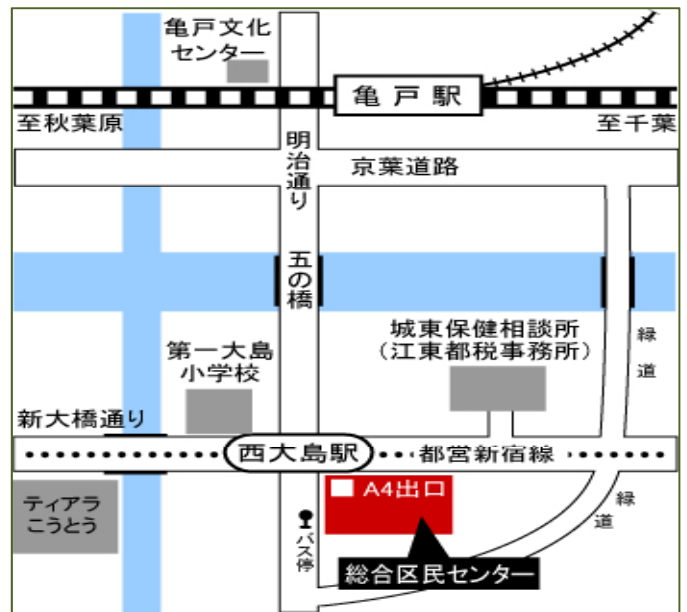 亀戸文化
センター
亀戸駅
至秋葉原
至千葉
明治通り
京葉道路
五の橋
城東保健相談所
（江東都税事務所）
緑道
第一大島
小学校
新大橋通り
西大島駅
都営新宿線
A4出口
ティアラ
こうとう
バス停
緑道
総合区民センター